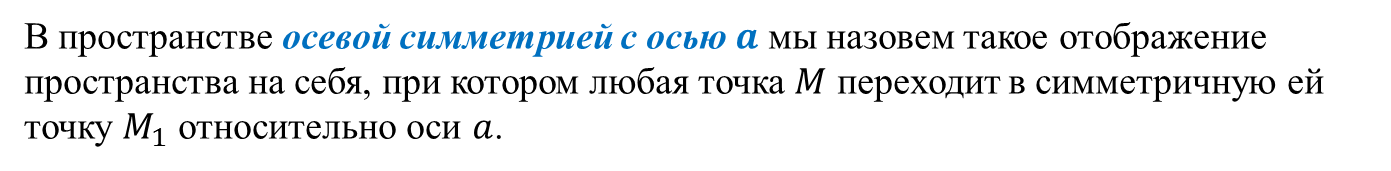 В пространстве осевой симметрией с осью a мы назовем такое отображение
пространства на себя, при котором любая точка M переходит в симметричную ей
точку M₁ относительно оси a.